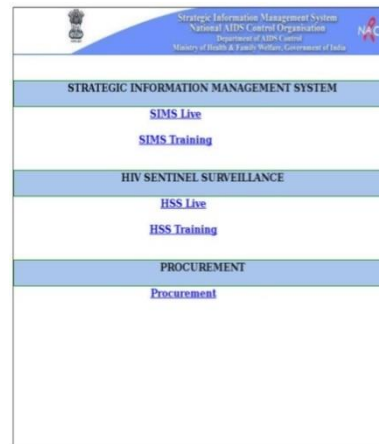 Strategic Information Management System
National AIDS Control Organisation
Department of AIDS Control
Ministry of Health & Family Welfare, Government of India
STRATEGIC INFORMATION MANAGEMENT SYSTEM
SIMS Live
SIMS Training
HIV SENTINEL SURVEILLANCE
HSS Live
HSS Training
PROCUREMENT
Procurement